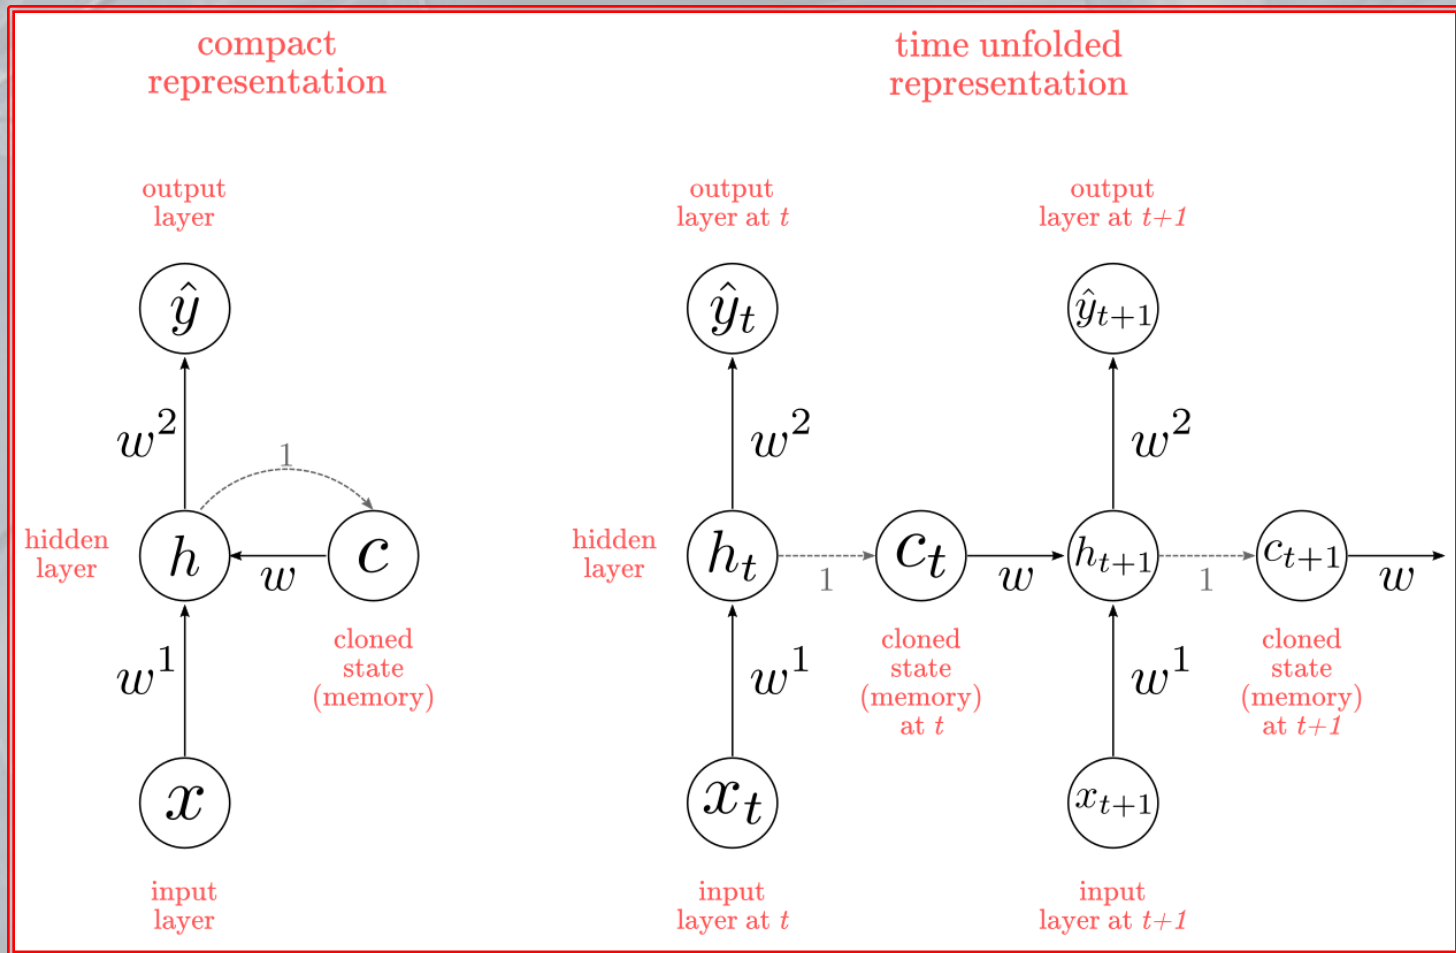 compact
representation
time unfolded
representation
output
layer
output
layer at t
output
layer at t+1
ŷ
ŷₜ
ŷₜ₊₁
w²
w²
w²
1
hidden
layer
h
w
c
hidden
layer
hₜ
1
cₜ
w
hₜ₊₁
1
cₜ₊₁
w
cloned
state
(memory)
cloned
state
(memory)
at t
cloned
state
(memory)
at t+1
w¹
w¹
w¹
x
xₜ
xₜ₊₁
input
layer
input
layer at t
input
layer at t+1